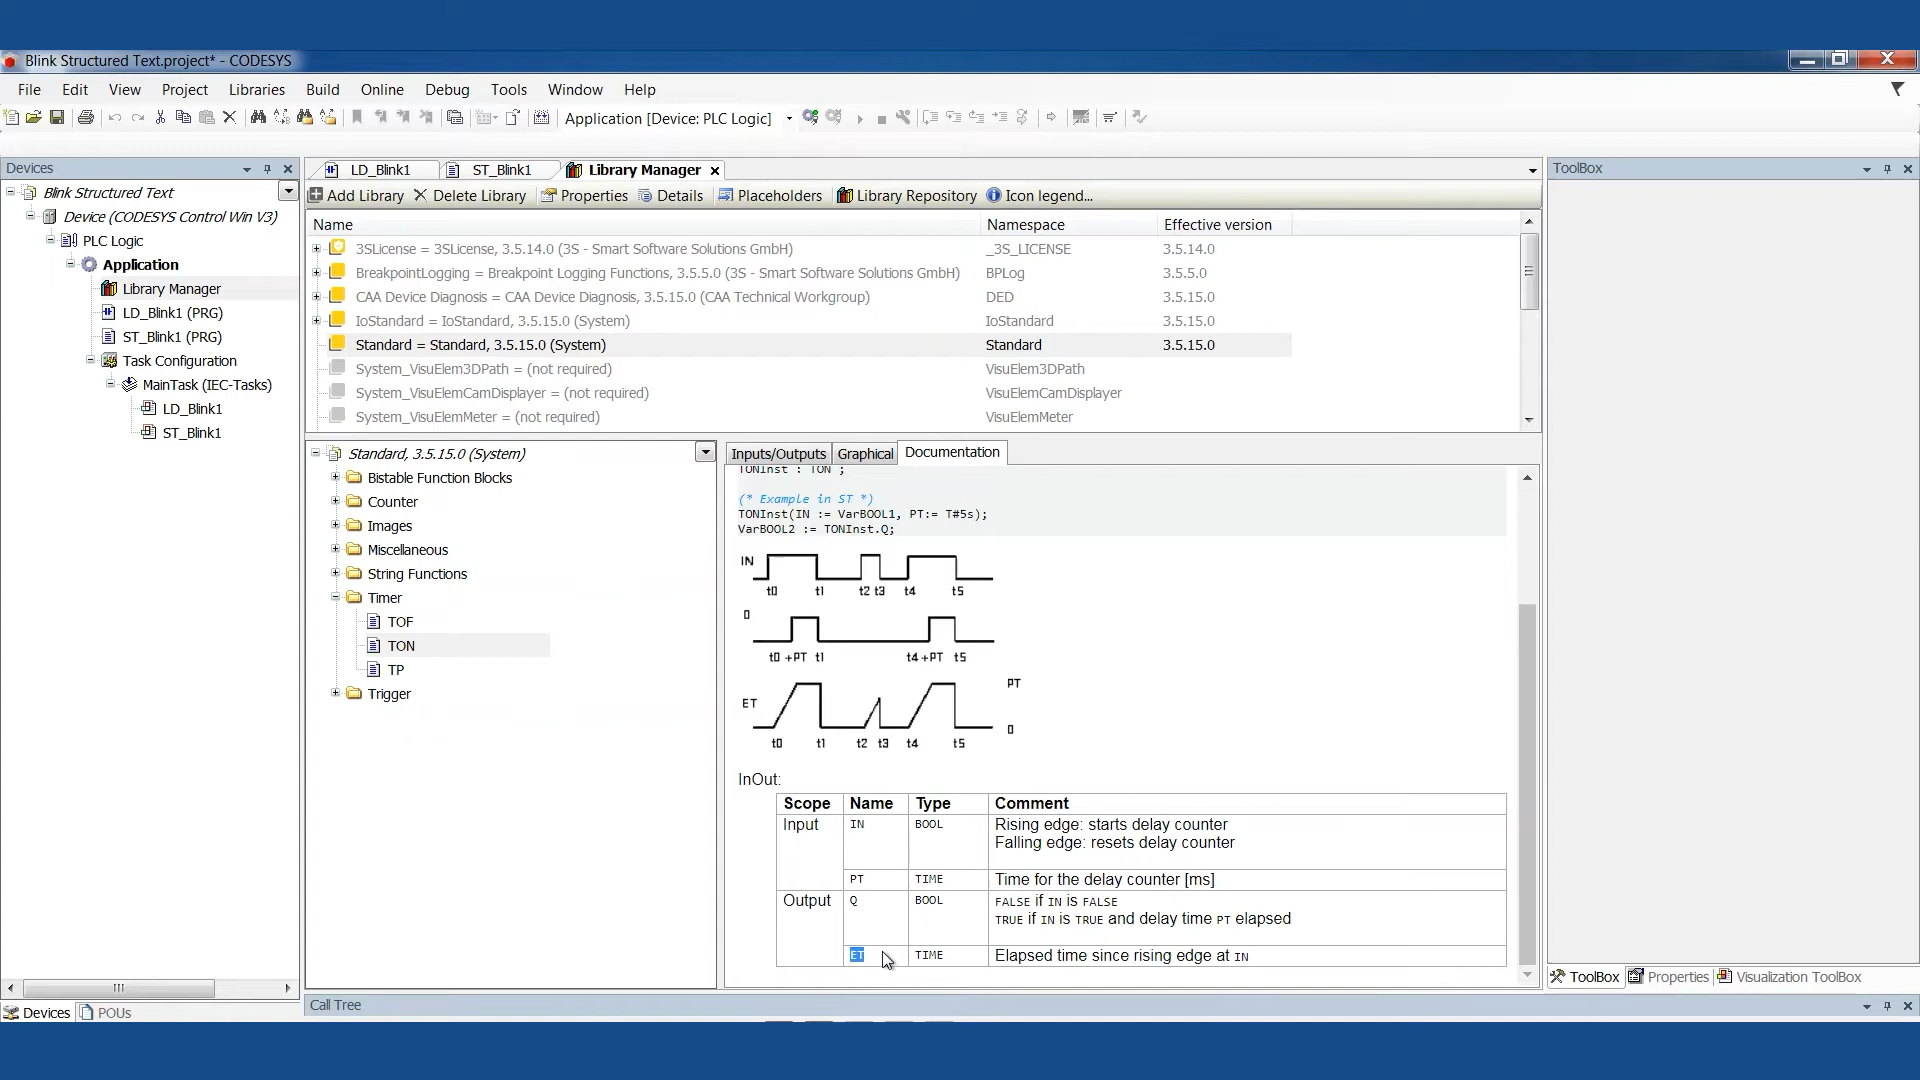 Blink Structured Text.project* - CODESYS
File Edit View Project Libraries Build Online Debug Tools Window Help
Application [Device: PLC Logic]
Devices
Blink Structured Text
Device (CODESYS Control Win V3)
PLC Logic
Application
Library Manager
LD_Blink1 (PRG)
ST_Blink1 (PRG)
Task Configuration
MainTask (IEC-Tasks)
LD_Blink1
ST_Blink1
Devices POUs
LD_Blink1 ST_Blink1 Library Manager
Add Library Delete Library Properties Details Placeholders Library Repository Icon legend...
Name Namespace Effective version
3SLicense = 3SLicense, 3.5.14.0 (3S - Smart Software Solutions GmbH) _3S_LICENSE 3.5.14.0
BreakpointLogging = Breakpoint Logging Functions, 3.5.5.0 (3S - Smart Software Solutions GmbH) BPLog 3.5.5.0
CAA Device Diagnosis = CAA Device Diagnosis, 3.5.15.0 (CAA Technical Workgroup) DED 3.5.15.0
IoStandard = IoStandard, 3.5.15.0 (System) IoStandard 3.5.15.0
Standard = Standard, 3.5.15.0 (System) Standard 3.5.15.0
System_VisuElem3DPath = (not required) VisuElem3DPath
System_VisuElemCamDisplayer = (not required) VisuElemCamDisplayer
System_VisuElemMeter = (not required) VisuElemMeter
Standard, 3.5.15.0 (System)
Bistable Function Blocks
Counter
Images
Miscellaneous
String Functions
Timer
TOF
TON
TP
Trigger
Inputs/Outputs Graphical Documentation
TONInst : TON ;
(* Example in ST *)
TONInst(IN := VarBOOL1, PT:= T#5s);
VarBOOL2 := TONInst.Q;
IN
t0 t1 t2 t3 t4 t5
Q
t0 +PT t1 t4 +PT t5
PT
ET
0
t0 t1 t2 t3 t4 t5
InOut:
Scope Name Type Comment
Input IN BOOL Rising edge: starts delay counter
Falling edge: resets delay counter
PT TIME Time for the delay counter [ms]
Output Q BOOL FALSE if IN is FALSE
TRUE if IN is TRUE and delay time PT elapsed
ET TIME Elapsed time since rising edge at IN
Call Tree
ToolBox
ToolBox Properties Visualization ToolBox